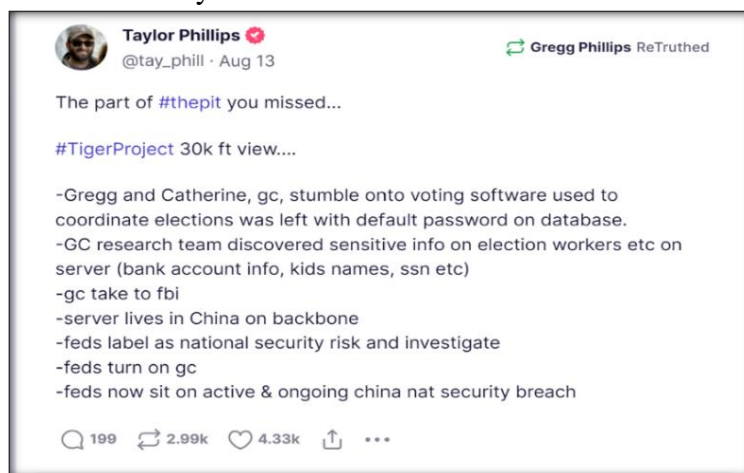 Taylor Phillips
@tay_phill · Aug 13
Gregg Phillips ReTruthed
The part of #thepit you missed...
#TigerProject 30k ft view....
-Gregg and Catherine, gc, stumble onto voting software used to
coordinate elections was left with default password on database.
-GC research team discovered sensitive info on election workers etc on
server (bank account info, kids names, ssn etc)
-gc take to fbi
-server lives in China on backbone
-feds label as national security risk and investigate
-feds turn on gc
-feds now sit on active & ongoing china nat security breach
199 2.99k 4.33k